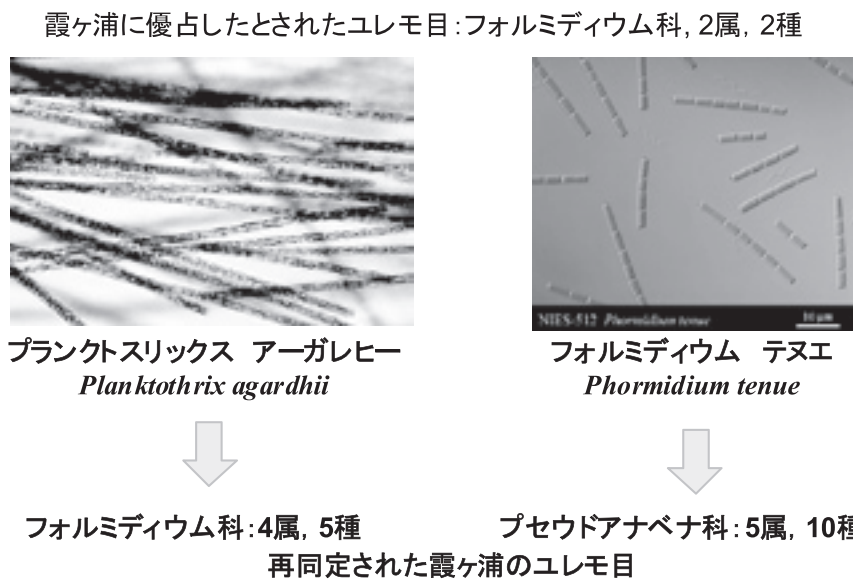 霞ヶ浦に優占したとされたユレモ目：フォルミディウム科, 2属, 2種
NIES-512 Phormidium tenue
10 μm
プランクトスリックス アーガレヒー
Planktothrix agardhii
フォルミディウム テヌエ
Phormidium tenue
フォルミディウム科：4属, 5種
プセウドアナベナ科：5属, 10種
再同定された霞ヶ浦のユレモ目